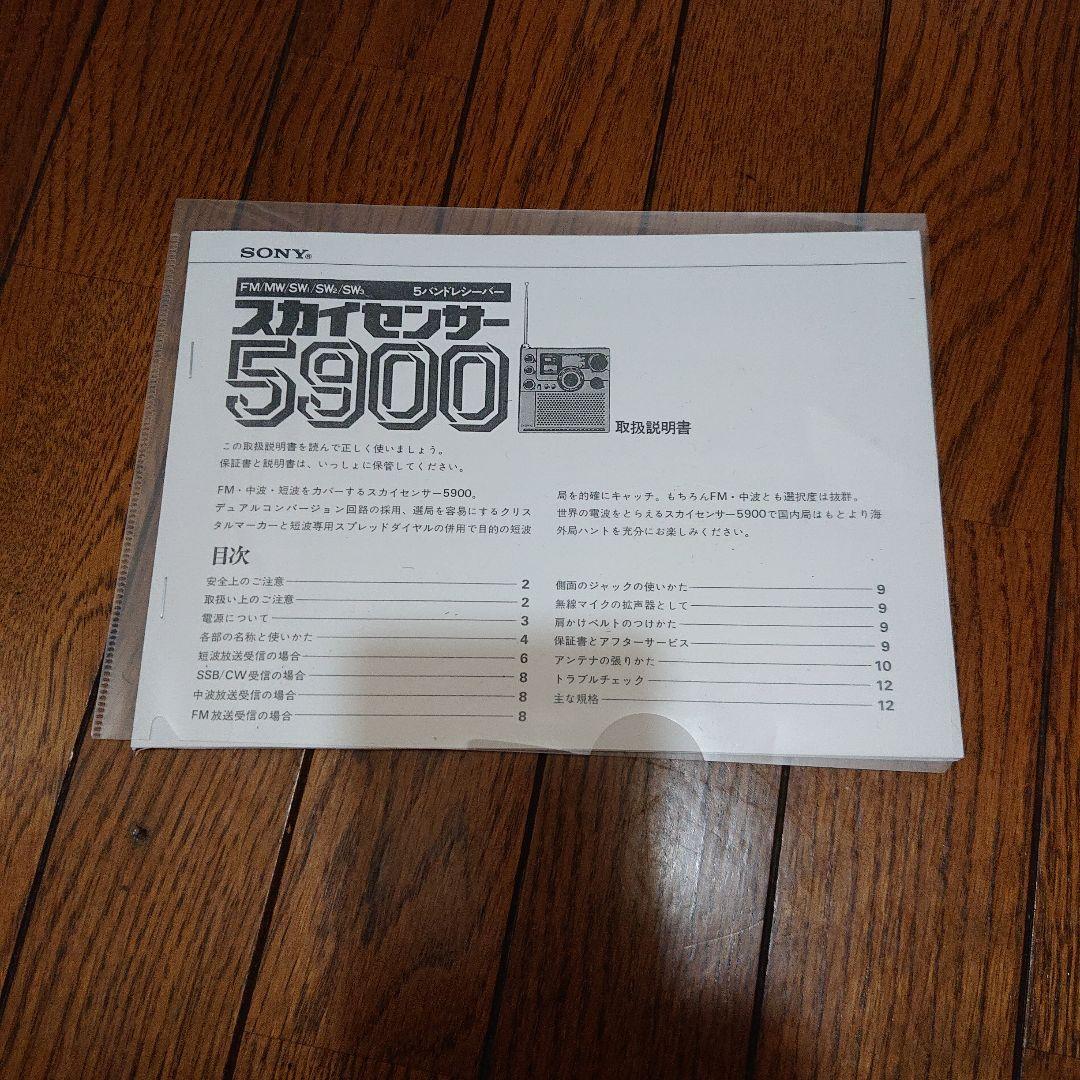 SONY®
FM/MW/SW₁/SW₂/SW₃ 5バンドレシーバー
スカイセンサー
5900
取扱説明書
この取扱説明書を読んで正しく使いましょう。
保証書と説明書は、いっしょに保管してください。
FM・中波・短波をカバーするスカイセンサー5900。
デュアルコンバージョン回路の採用、選局を容易にするクリス
タルマーカーと短波専用スプレッドダイヤルの併用で目的の短波
局を的確にキャッチ。もちろんFM・中波とも選択度は抜群。
世界の電波をとらえるスカイセンサー5900で国内局はもとより海
外局ハントを充分にお楽しみください。
目次
安全上のご注意 2
取扱い上のご注意 2
電源について 3
各部の名称と使いかた 4
短波放送受信の場合 6
SSB/CW受信の場合 8
中波放送受信の場合 8
FM放送受信の場合 8
側面のジャックの使いかた 9
無線マイクの拡声器として 9
肩かけベルトのつけかた 9
保証書とアフターサービス 9
アンテナの張りかた 10
トラブルチェック 12
主な規格 12